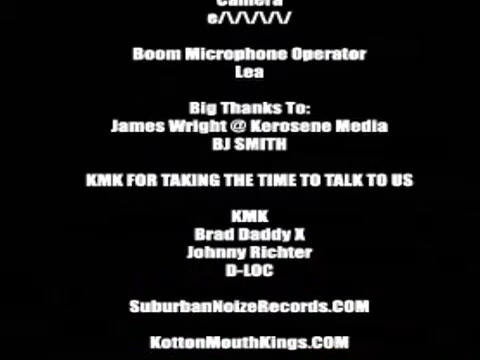 Camera
e/\/\/\/\/
Boom Microphone Operator
Lea
Big Thanks To:
James Wright @ Kerosene Media
BJ SMITH
KMK FOR TAKING THE TIME TO TALK TO US
KMK
Brad Daddy X
Johnny Richter
D-LOC
SuburbanNoizeRecords.COM
KottonMouthKings.COM